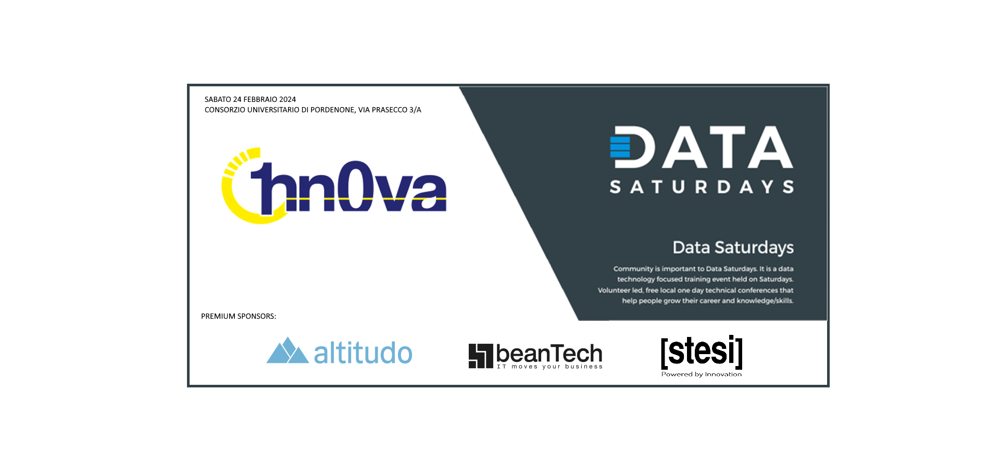 SABATO 24 FEBBRAIO 2024
CONSORZIO UNIVERSITARIO DI PORDENONE, VIA PRASECCO 3/A
1nn0va
DATA
SATURDAYS
Data Saturdays
Community is important to Data Saturdays. It is a data
technology focused training event held on Saturdays.
Volunteer led, free local one day technical conferences that
help people grow their career and knowledge/skills.
PREMIUM SPONSORS:
altitudo
beanTech
IT moves your business
[stesi]
Powered by Innovation